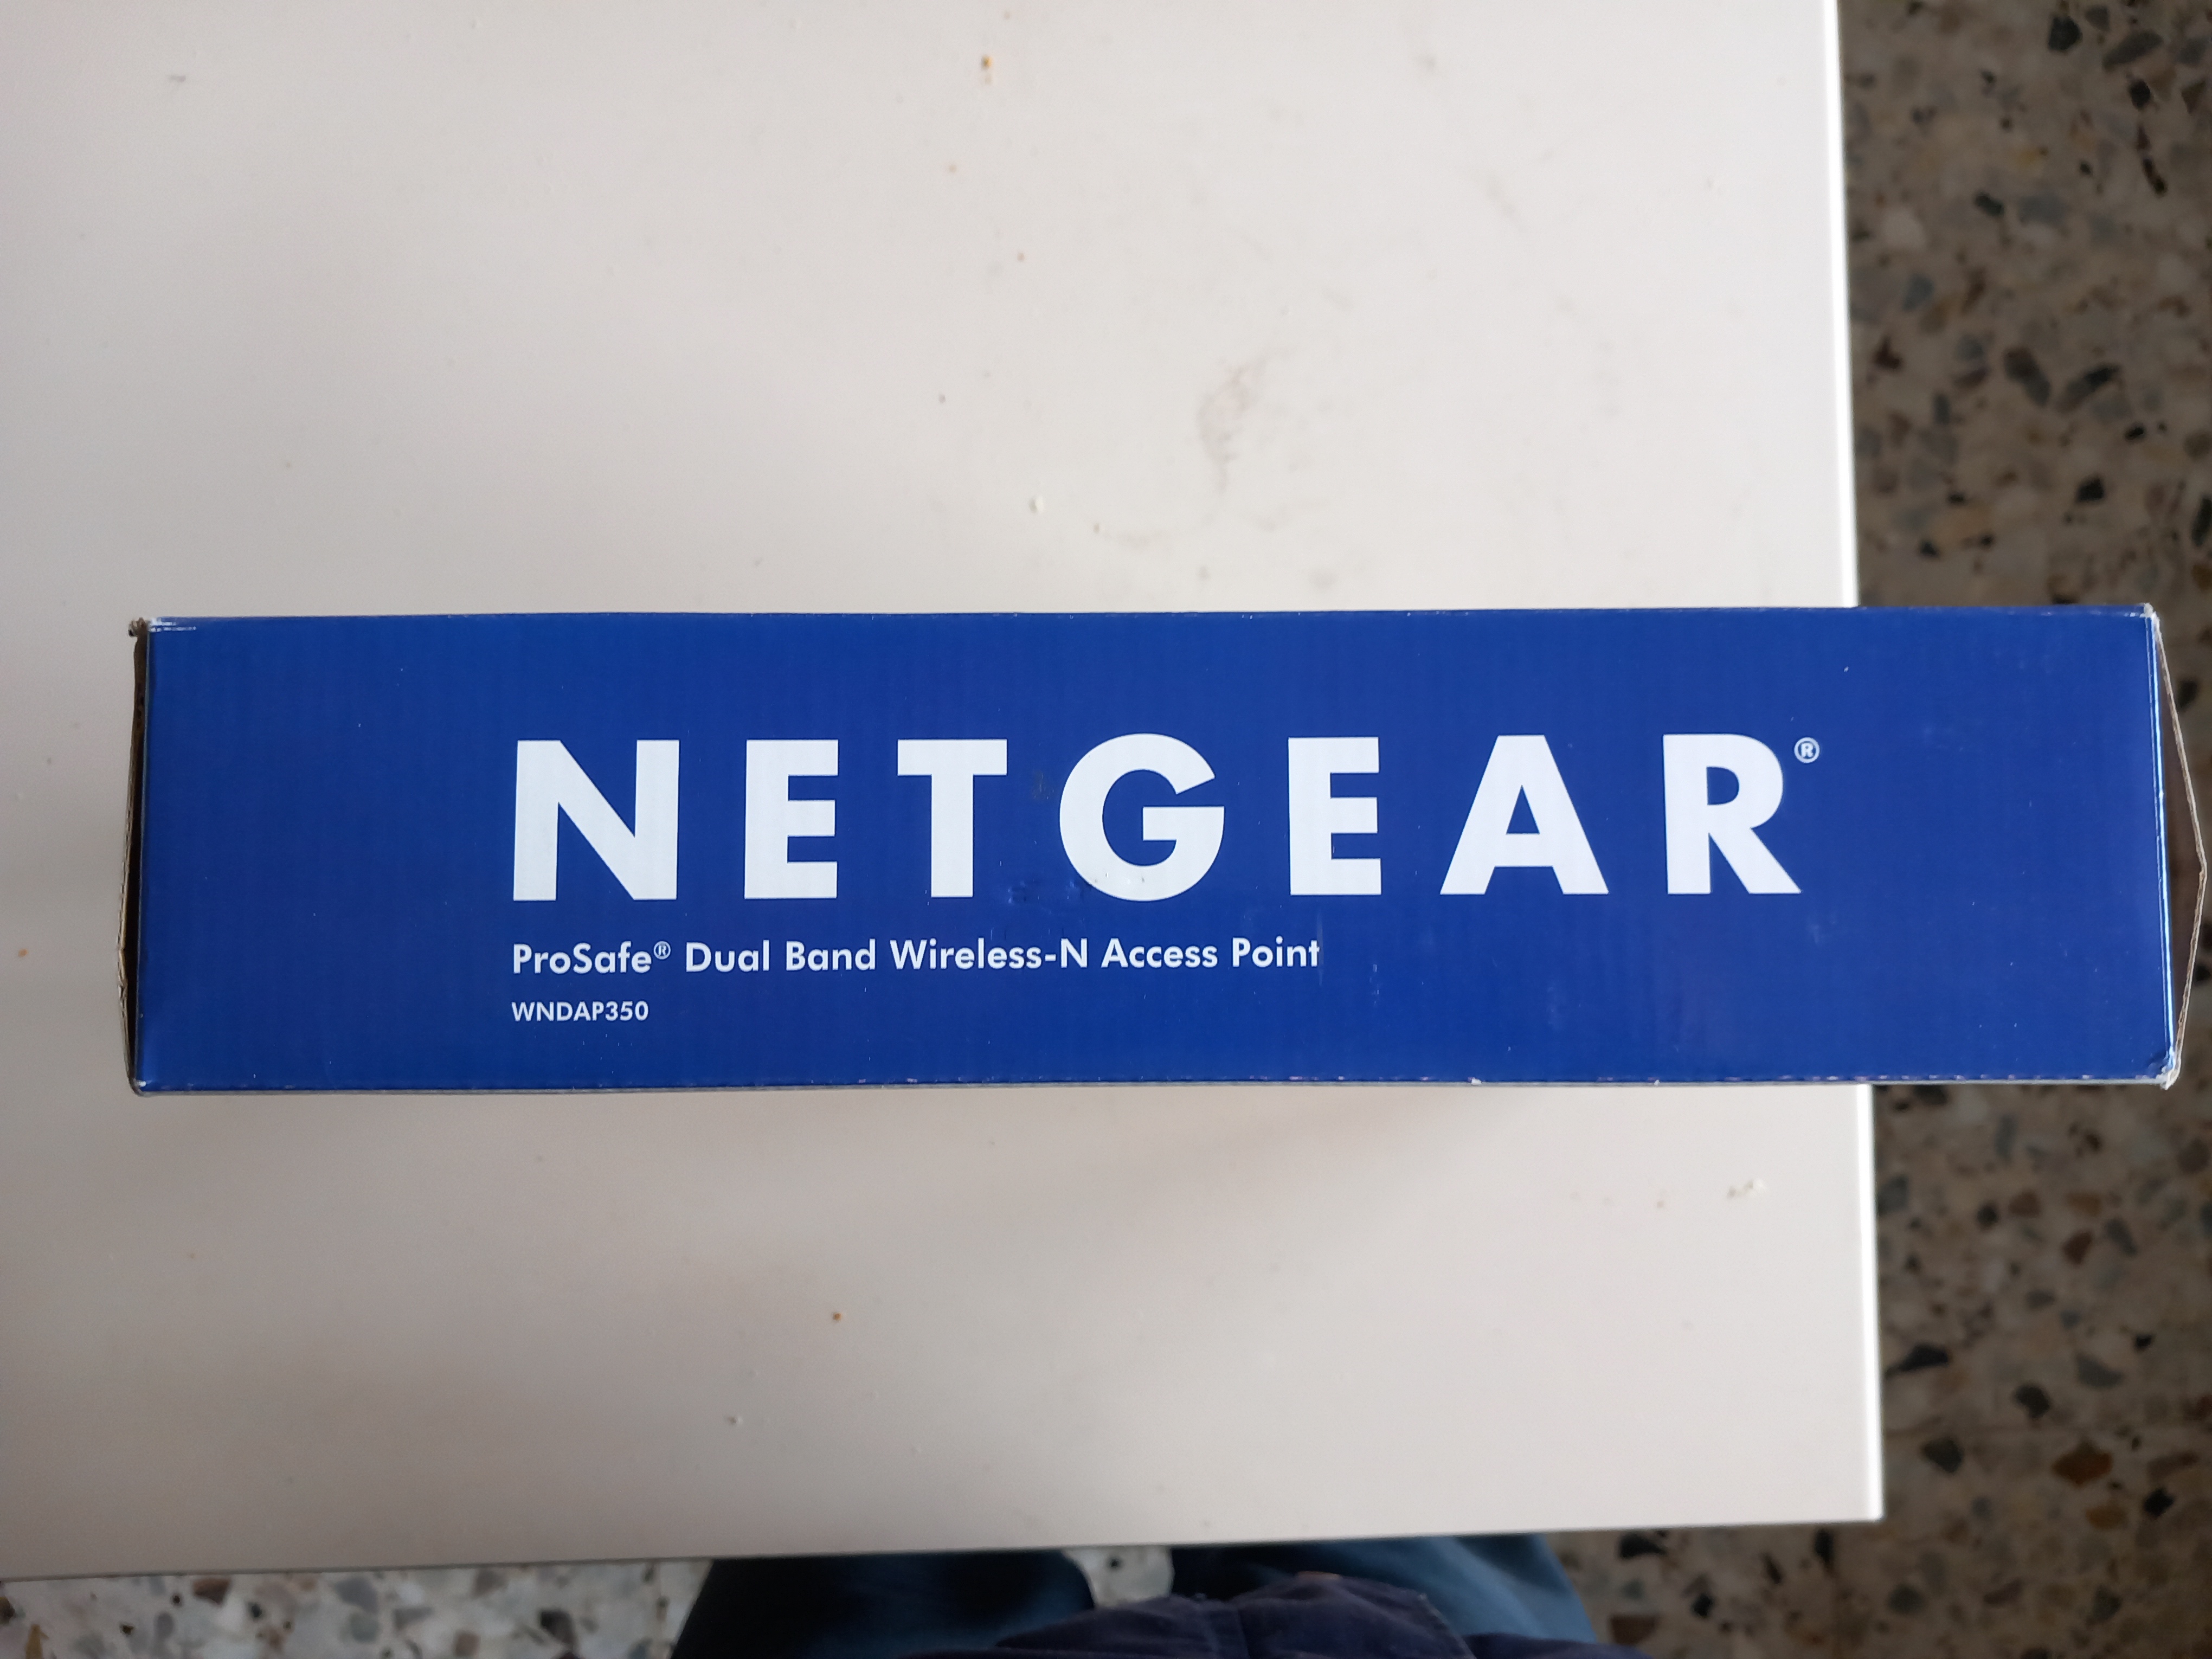 NETGEAR®
ProSafe® Dual Band Wireless-N Access Point
WNDAP350